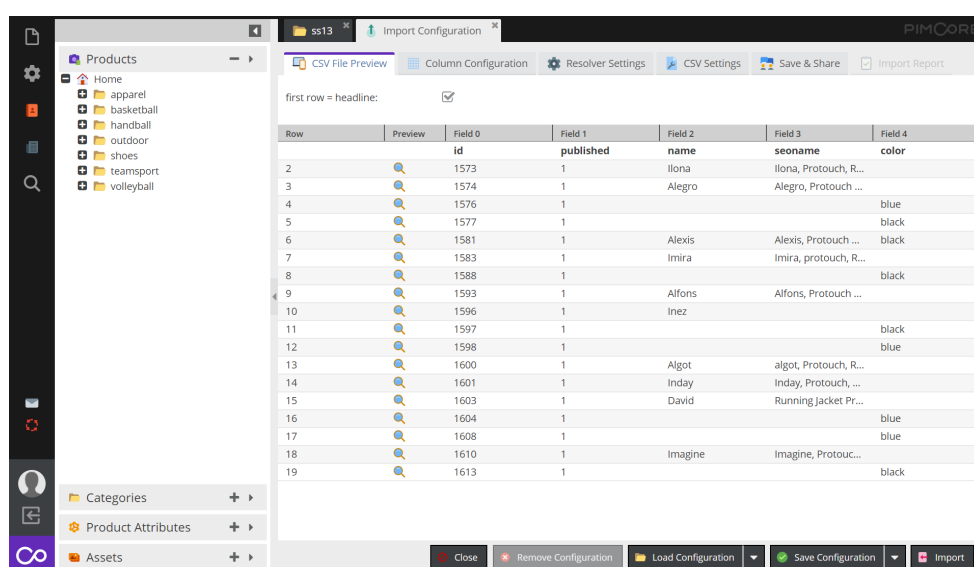 ss13 Import Configuration PIMCORE
Products
Home
apparel
basketball
handball
outdoor
shoes
teamsport
volleyball
Categories
Product Attributes
Assets
CSV File Preview Column Configuration Resolver Settings CSV Settings Save & Share Import Report
first row = headline:
Row Preview Field 0 Field 1 Field 2 Field 3 Field 4
id published name seoname color
2 1573 1 Ilona Ilona, Protouch, R...
3 1574 1 Alegro Alegro, Protouch ...
4 1576 1 blue
5 1577 1 black
6 1581 1 Alexis Alexis, Protouch ... black
7 1583 1 Imira Imira, protouch, R...
8 1588 1 black
9 1593 1 Alfons Alfons, Protouch ...
10 1596 1 Inez
11 1597 1 black
12 1598 1 blue
13 1600 1 Algot algot, Protouch, R...
14 1601 1 Inday Inday, Protouch, ...
15 1603 1 David Running Jacket Pr...
16 1604 1 blue
17 1608 1 blue
18 1610 1 Imagine Imagine, Protouc...
19 1613 1 black
Close Remove Configuration Load Configuration Save Configuration Import